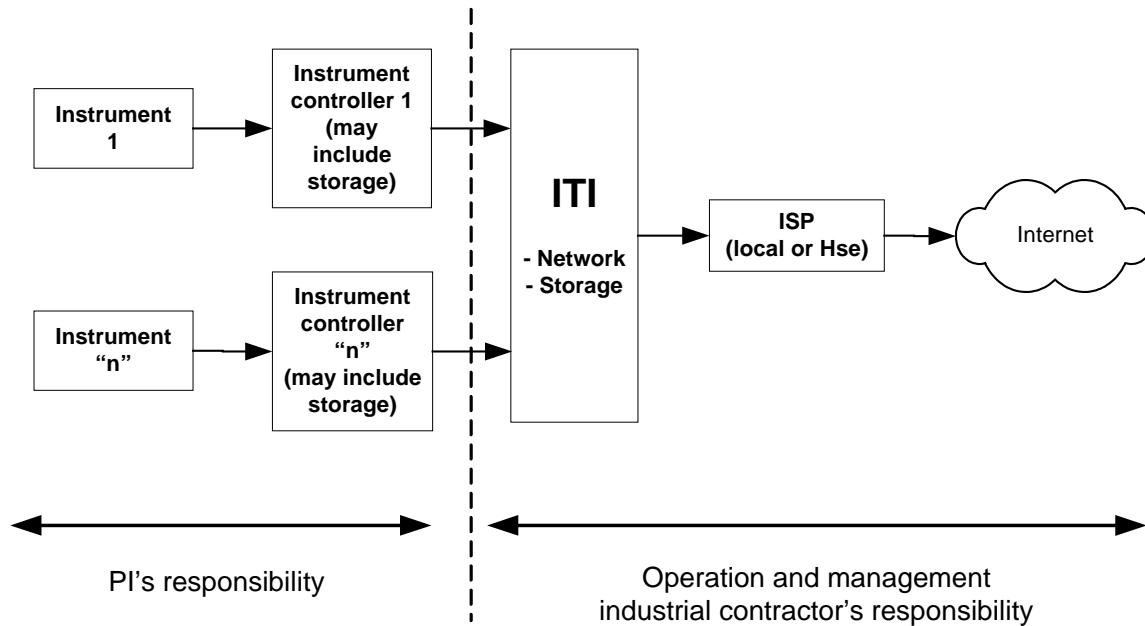 Instrument
1
Instrument
controller 1
(may
include
storage)
Instrument
“n”
Instrument
controller
“n”
(may include
storage)
ITI
- Network
- Storage
ISP
(local or Hse)
Internet
PI’s responsibility
Operation and management
industrial contractor’s responsibility